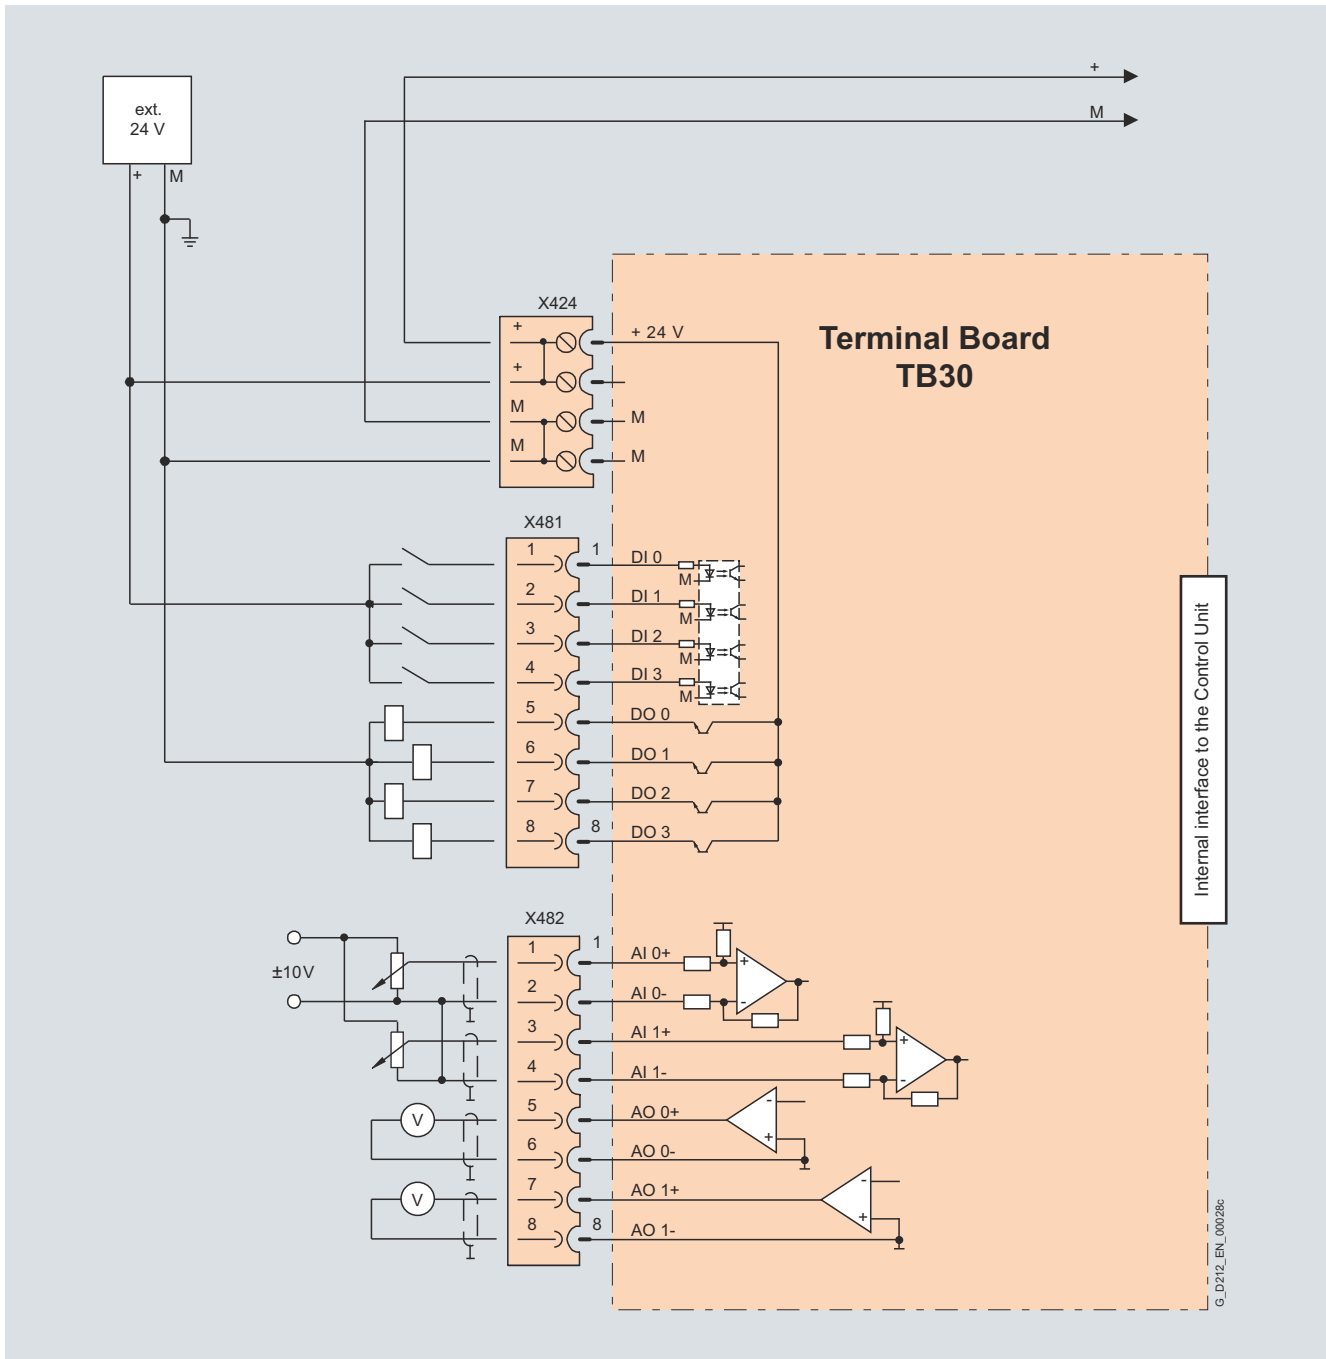 +
M
ext.
24 V
+ M
X424
+ + 24 V
+
M M
M M
Terminal Board
TB30
X481
1 1 DI 0
M
2 DI 1
M
3 DI 2
M
4 DI 3
M
5 DO 0
6 DO 1
7 DO 2
8 8 DO 3
Internal interface to the Control Unit
X482
±10V
1 1 AI 0+
+
2 AI 0-
-
3 AI 1+
+
4 AI 1-
-
V 5 AO 0+
-
+
6 AO 0-
V 7 AO 1+
-
+
8 8 AO 1-
G_D212_EN_00028c